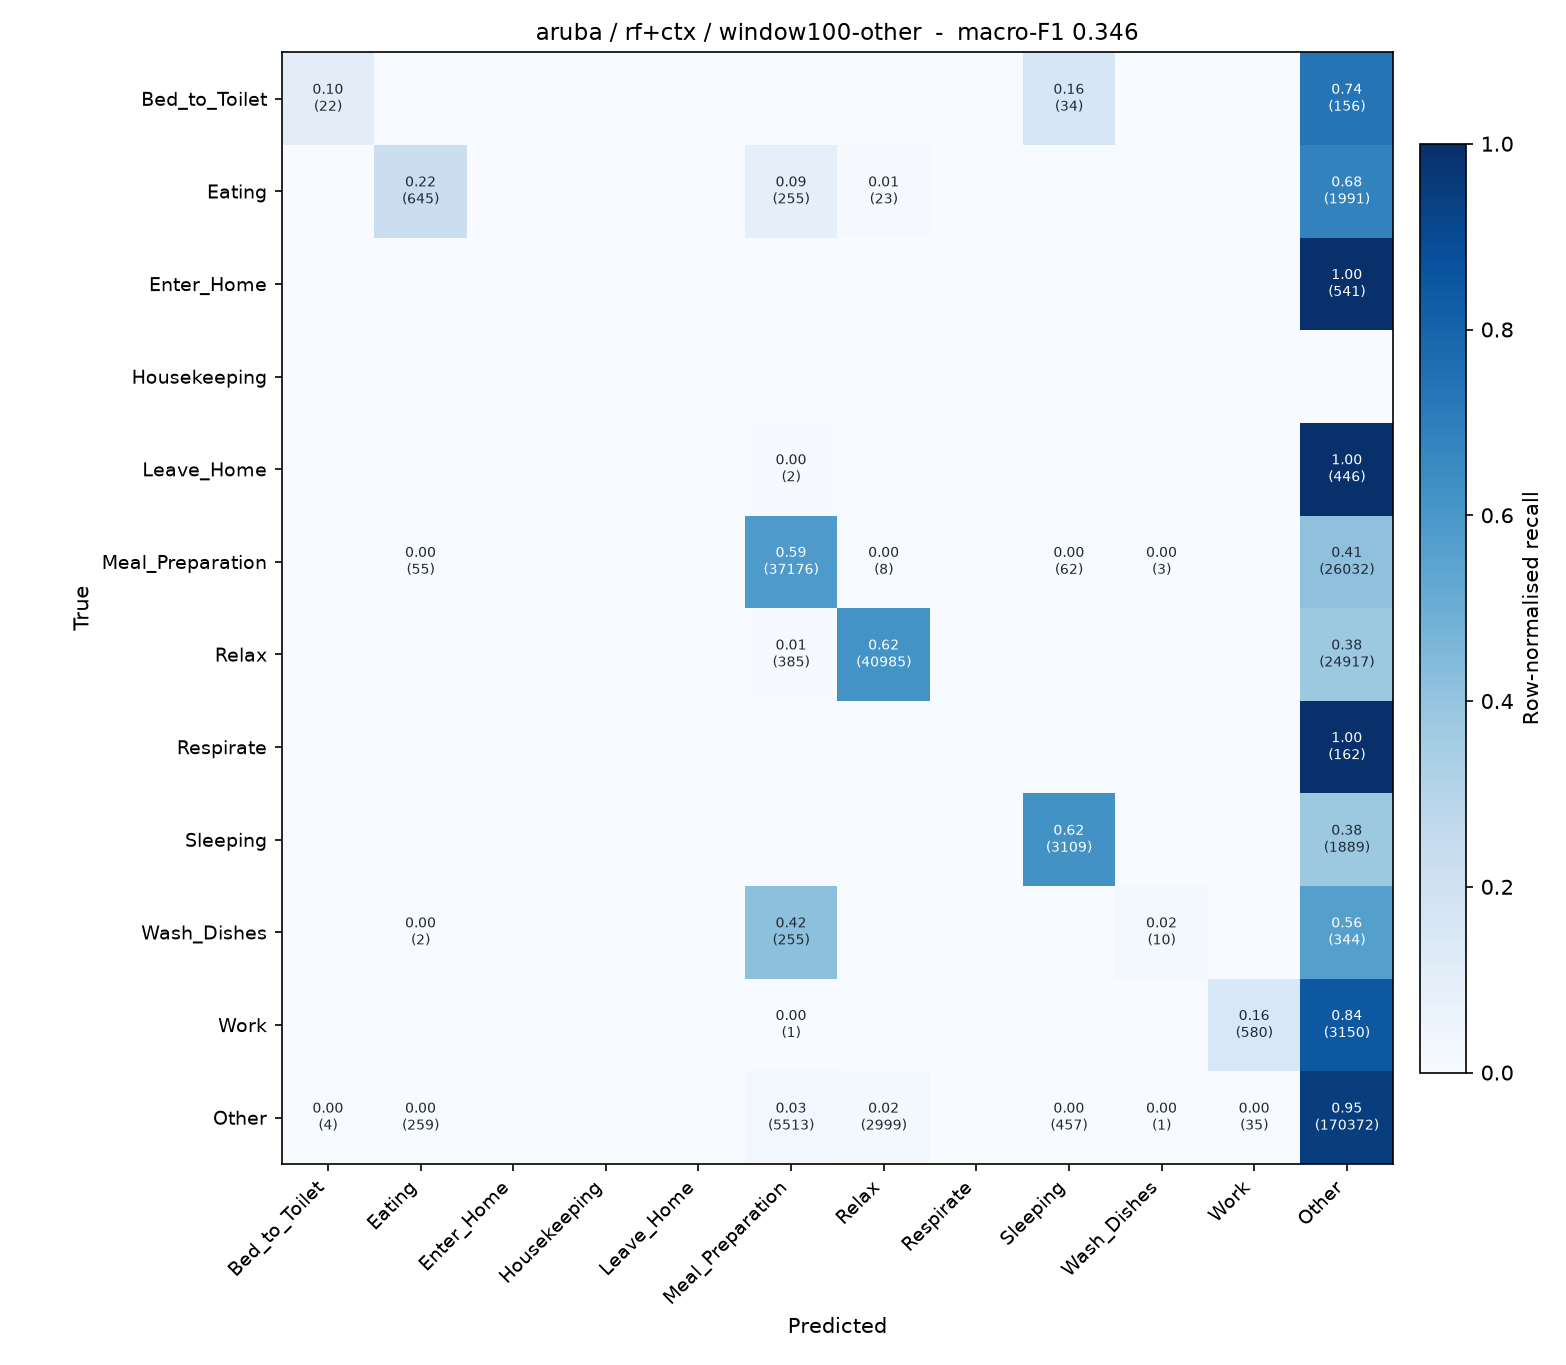 aruba / rf+ctx / window100-other  -  macro-F1 0.346
Bed_to_Toilet
0.10
(22)
0.16
(34)
0.74
(156)
Eating
0.22
(645)
0.09
(255)
0.01
(23)
0.68
(1991)
Enter_Home
1.00
(541)
Housekeeping
Leave_Home
0.00
(2)
1.00
(446)
Meal_Preparation
0.00
(55)
0.59
(37176)
0.00
(8)
0.00
(62)
0.00
(3)
0.41
(26032)
Relax
0.01
(385)
0.62
(40985)
0.38
(24917)
Respirate
1.00
(162)
Sleeping
0.62
(3109)
0.38
(1889)
Wash_Dishes
0.00
(2)
0.42
(255)
0.02
(10)
0.56
(344)
Work
0.00
(1)
0.16
(580)
0.84
(3150)
Other
0.00
(4)
0.00
(259)
0.03
(5513)
0.02
(2999)
0.00
(457)
0.00
(1)
0.00
(35)
0.95
(170372)
True
Bed_to_Toilet
Eating
Enter_Home
Housekeeping
Leave_Home
Meal_Preparation
Relax
Respirate
Sleeping
Wash_Dishes
Work
Other
Predicted
1.0
0.8
0.6
0.4
0.2
0.0
Row-normalised recall